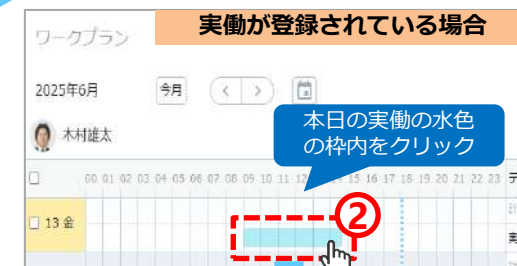 ワークプラン
実働が登録されている場合
2025年6月
今月
<
>
木村雄太
本日の実働の水色
の枠内をクリック
00 01 02 03 04 05 06 07 08 09 10 11 12 15 16 17 18 19 20 21 22 23
13 金
②